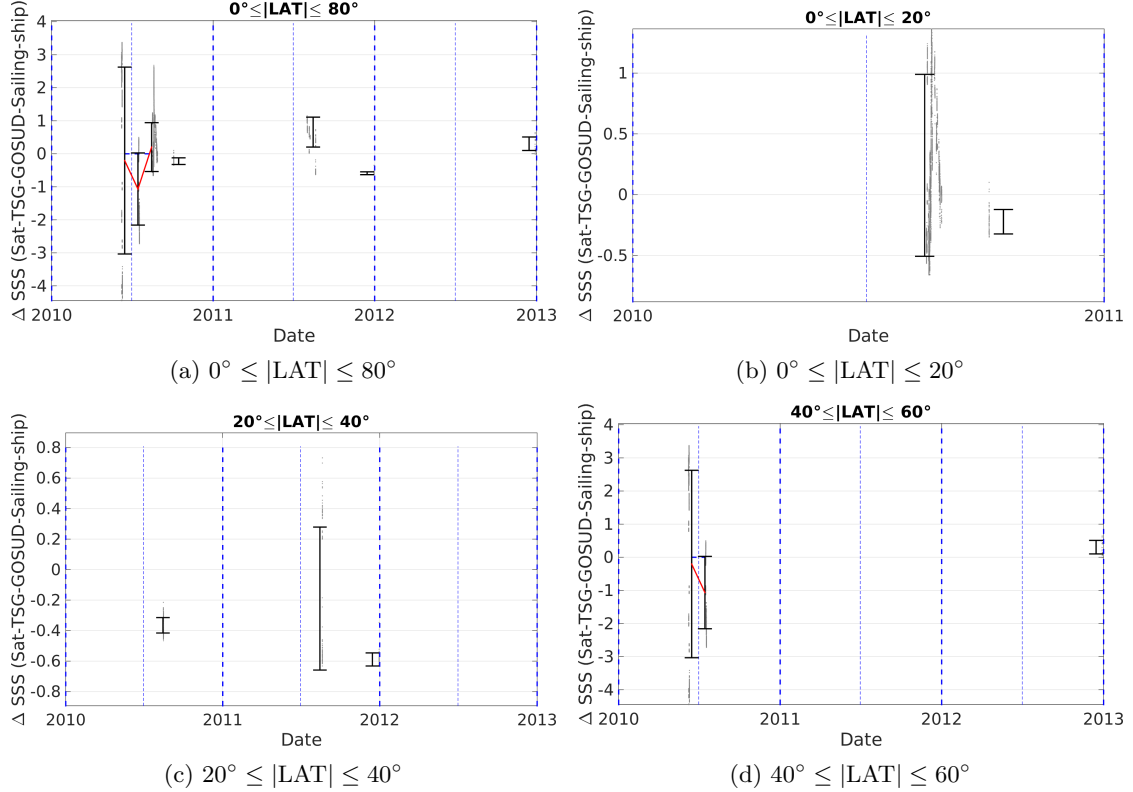 0°≤|LAT|≤ 80°
Δ SSS (Sat-TSG-GOSUD-Sailing-ship)
4
3
2
1
0
-1
-2
-3
-4
2010 2011 2012 2013
Date
(a) 0° ≤ |LAT| ≤ 80°
0°≤|LAT|≤ 20°
Δ SSS (Sat-TSG-GOSUD-Sailing-ship)
1
0.5
0
-0.5
2010 2011
Date
(b) 0° ≤ |LAT| ≤ 20°
20°≤|LAT|≤ 40°
Δ SSS (Sat-TSG-GOSUD-Sailing-ship)
0.8
0.6
0.4
0.2
0
-0.2
-0.4
-0.6
-0.8
2010 2011 2012 2013
Date
(c) 20° ≤ |LAT| ≤ 40°
40°≤|LAT|≤ 60°
Δ SSS (Sat-TSG-GOSUD-Sailing-ship)
4
3
2
1
0
-1
-2
-3
-4
2010 2011 2012 2013
Date
(d) 40° ≤ |LAT| ≤ 60°